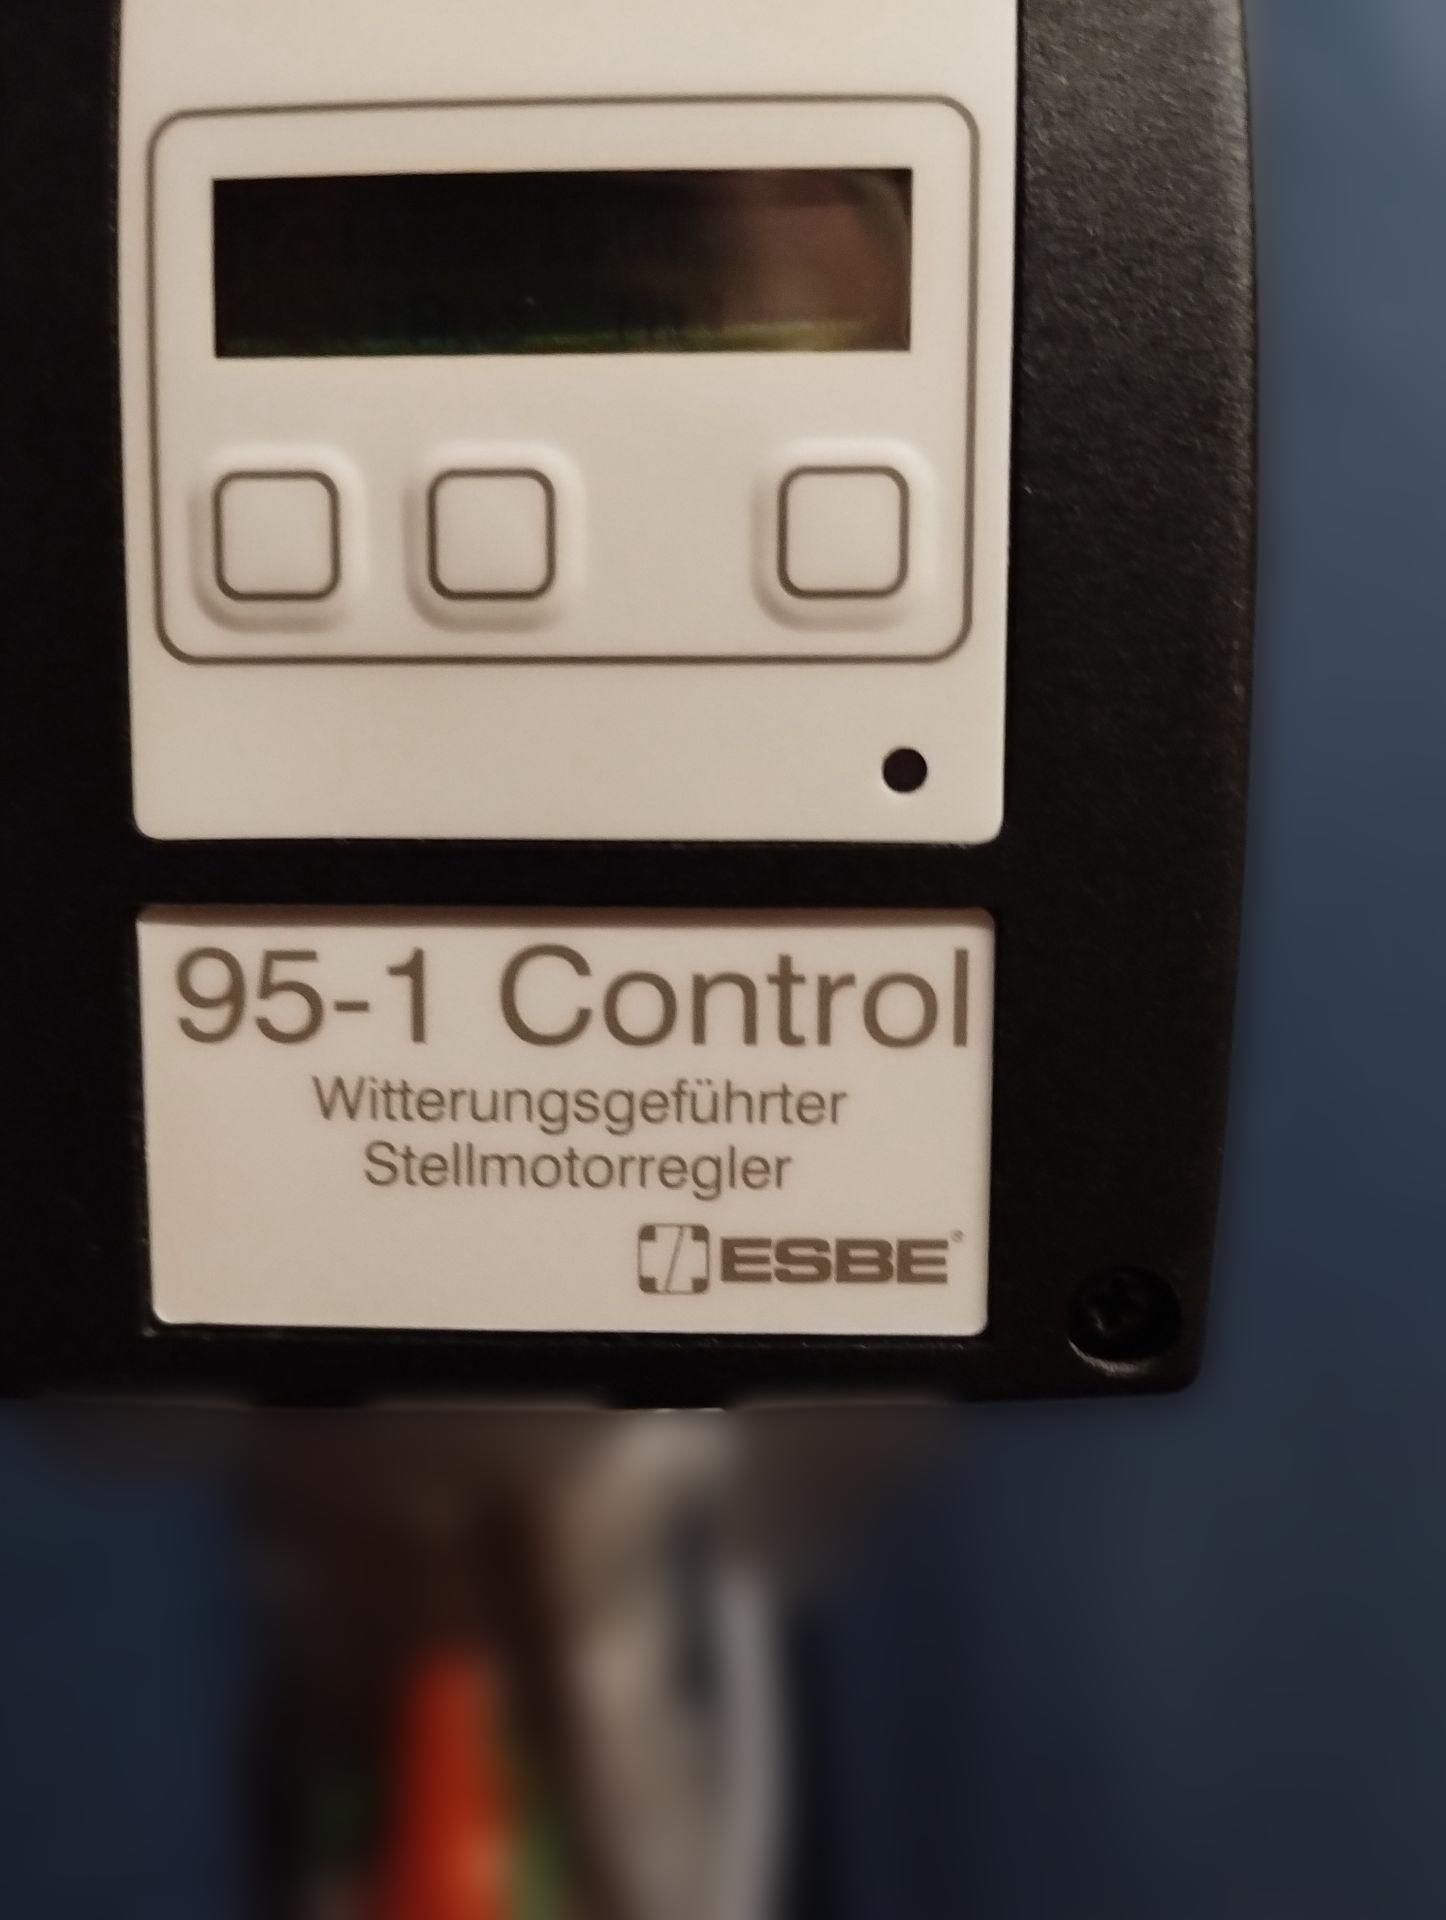 95-1 Control
Witterungsgeführter
Stellmotorregler
ESBE®